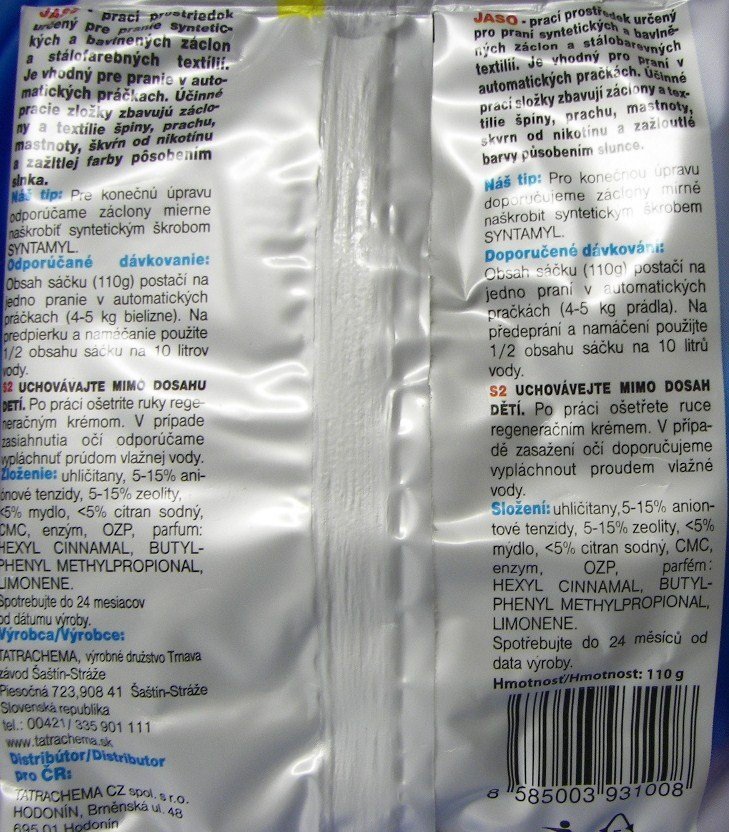 JASO - prací prostriedok
určený pre pranie syntetic-
kých a bavlnených záclon
a stálofarebných textílií.
Je vhodný pre pranie v auto-
matických práčkach. Účinné
pracie zložky zbavujú záclo-
ny a textílie špiny, prachu,
mastnoty, škvŕn od nikotínu
a zažltlej farby pôsobením
slnka.
Náš tip: Pre konečnú úpravu
odporúčame záclony mierne
naškrobiť syntetickým škrobom
SYNTAMYL.
Odporúčané dávkovanie:
Obsah sáčku (110g) postačí na
jedno pranie v automatických
práčkach (4-5 kg bielizne). Na
predpierku a namáčanie použite
1/2 obsahu sáčku na 10 litrov
vody.
S2 UCHOVÁVAJTE MIMO DOSAHU
DETÍ. Po práci ošetrite ruky rege-
neračným krémom. V prípade
zasiahnutia očí odporúčame
vypláchnuť prúdom vlažnej vody.
Zloženie: uhličitany, 5-15% ani-
ónové tenzidy, 5-15% zeolity,
<5% mydlo, <5% citran sodný,
CMC, enzým, OZP, parfum:
HEXYL CINNAMAL, BUTYL-
PHENYL METHYLPROPIONAL,
LIMONENE.
Spotrebujte do 24 mesiacov
od dátumu výroby.
Výrobca/Výrobce:
TATRACHEMA, výrobné družstvo Trnava
závod Šaštín-Stráže
Piesočná 723,908 41 Šaštín-Stráže
Slovenská republika
tel.: 00421/ 335 901 111
www.tatrachema.sk
Distribútor/Distributor
pro ČR:
TATRACHEMA CZ spol. s r.o.
HODONÍN, Brněnská ul. 48
695 01 Hodonín
JASO - prací prostředek určený
pro praní syntetických a bavlně-
ných záclon a stálobarevných
textilií. Je vhodný pro praní v
automatických pračkách. Účinné
prací složky zbavují záclony a tex-
tilie špíny, prachu, mastnoty,
skvrn od nikotinu a zažloutlé
barvy působením slunce.
Náš tip: Pro konečnou úpravu
doporučujeme záclony mírně
naškrobit syntetickým škrobem
SYNTAMYL.
Doporučené dávkování:
Obsah sáčku (110g) postačí na
jedno praní v automatických
pračkách (4-5 kg prádla). Na
předeprání a namáčení použijte
1/2 obsahu sáčku na 10 litrů
vody.
S2 UCHOVÁVEJTE MIMO DOSAH
DĚTÍ. Po práci ošetřete ruce
regeneračním krémem. V přípa-
dě zasažení očí doporučujeme
vypláchnout proudem vlažné
vody.
Složení: uhličitany, 5-15% anion-
tové tenzidy, 5-15% zeolity, <5%
mýdlo, <5% citran sodný, CMC,
enzym, OZP, parfém:
HEXYL CINNAMAL, BUTYL-
PHENYL METHYLPROPIONAL,
LIMONENE.
Spotřebujte do 24 měsíců od
data výroby.
Hmotnosť/Hmotnost: 110 g
8 585003 931008